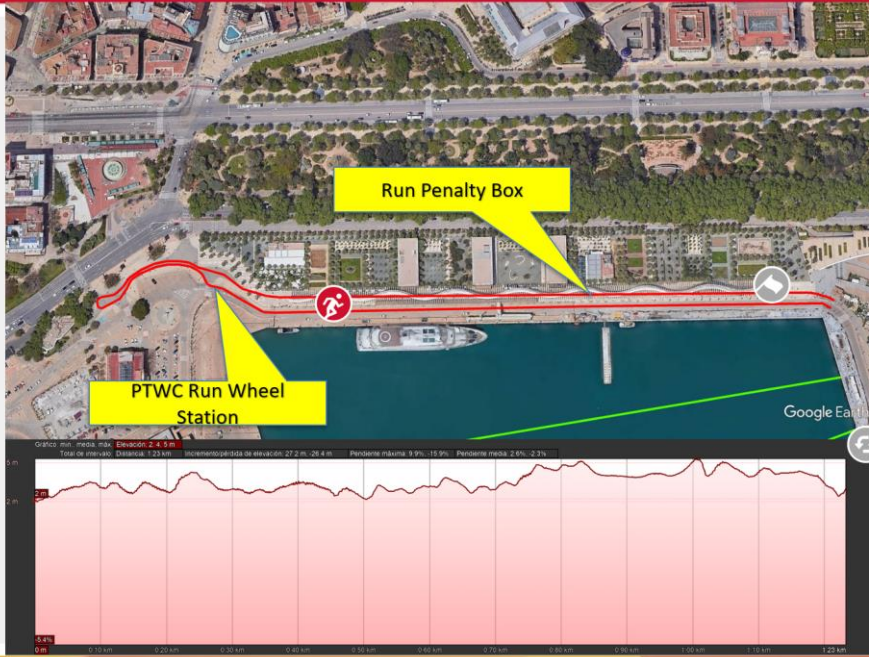 Run Penalty Box
PTWC Run Wheel
Station
Google Earth
Gráfico: mín., media, máx. Elevación: 2, 4, 5 m
Total de intervalo: Distancia: 1.23 km Incremento/pérdida de elevación: 27.2 m, -26.4 m Pendiente máxima: 9.9%, -15.9% Pendiente media: 2.6%, -2.3%
5 m
2 m
2 m
-5.4%
0 m 0.10 km 0.20 km 0.30 km 0.40 km 0.50 km 0.60 km 0.70 km 0.80 km 0.90 km 1.00 km 1.10 km 1.23 km